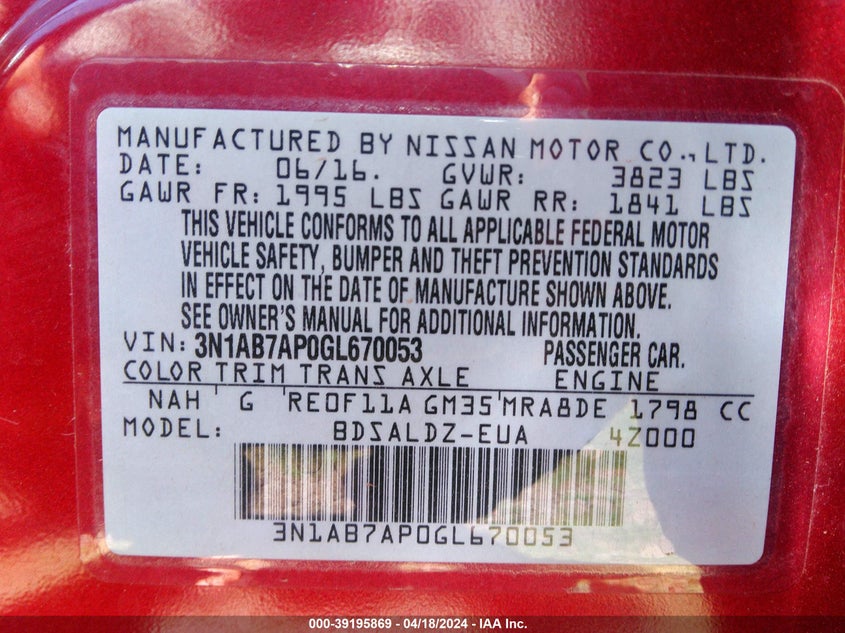 MANUFACTURED BY NISSAN MOTOR CO., LTD.
DATE: 06/16. GVWR: 3823 LBS
GAWR FR: 1995 LBS GAWR RR: 1841 LBS
THIS VEHICLE CONFORMS TO ALL APPLICABLE FEDERAL MOTOR
VEHICLE SAFETY, BUMPER AND THEFT PREVENTION STANDARDS
IN EFFECT ON THE DATE OF MANUFACTURE SHOWN ABOVE.
SEE OWNER'S MANUAL FOR ADDITIONAL INFORMATION.
VIN: 3N1AB7AP0GL670053 PASSENGER CAR.
COLOR TRIM TRANS AXLE ENGINE
NAH G RE0F11A GM35 MRA8DE 1798 CC
MODEL: BDSALDZ-EUA 4Z000
3N1AB7AP0GL670053
000-39195869 - 04/18/2024 - IAA Inc.